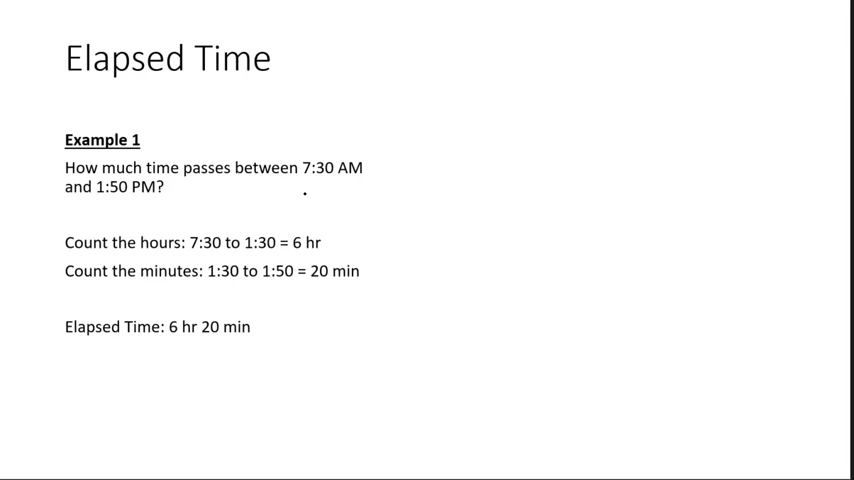 Elapsed Time
Example 1
How much time passes between 7:30 AM
and 1:50 PM?
Count the hours: 7:30 to 1:30 = 6 hr
Count the minutes: 1:30 to 1:50 = 20 min
Elapsed Time: 6 hr 20 min